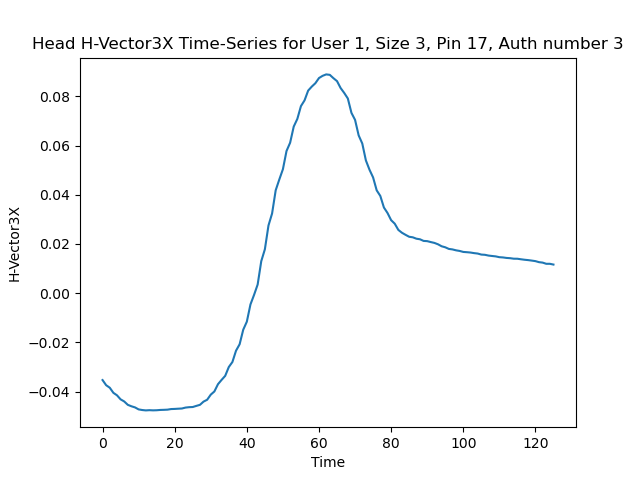 Head H-Vector3X Time-Series for User 1, Size 3, Pin 17, Auth number 3
H-Vector3X
0.08
0.06
0.04
0.02
0.00
−0.02
−0.04
0 20 40 60 80 100 120
Time